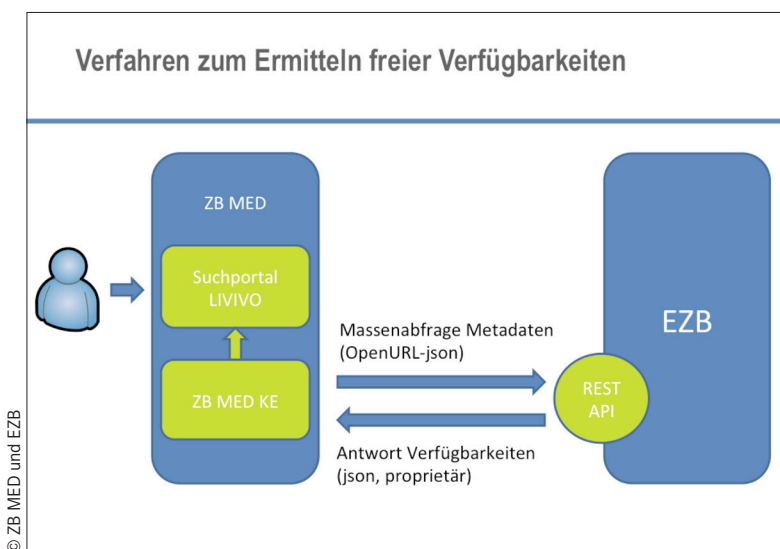 Verfahren zum Ermitteln freier Verfügbarkeiten
ZB MED
Suchportal
LIVIVO
ZB MED KE
Massenabfrage Metadaten
(OpenURL-json)
Antwort Verfügbarkeiten
(json, proprietär)
REST
API
EZB
© ZB MED und EZB